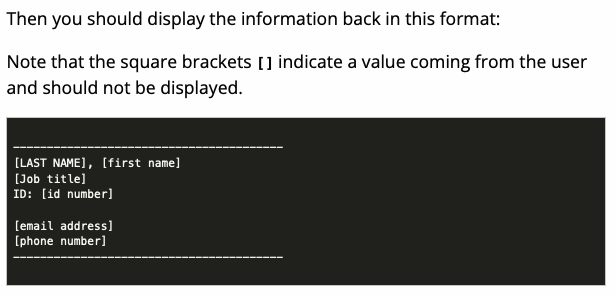 Then you should display the information back in this format:
Note that the square brackets [] indicate a value coming from the user
and should not be displayed.
----------------------------------------
[LAST NAME], [first name]
[Job title]
ID: [id number]
[email address]
[phone number]
----------------------------------------